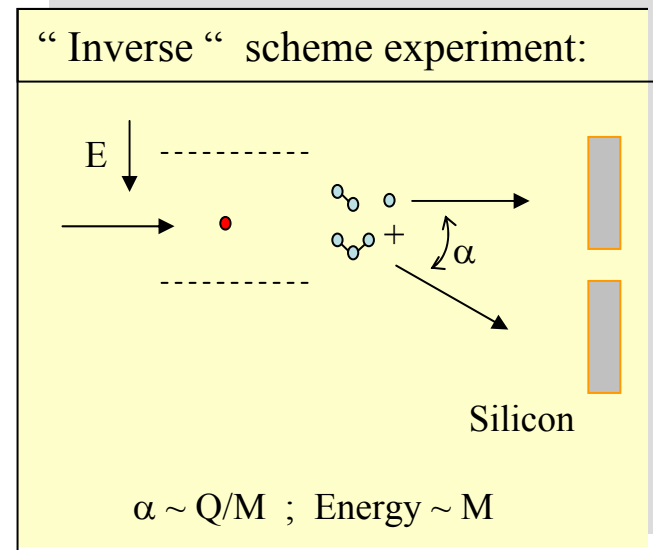 “ Inverse “ scheme experiment:
E
+
α
Silicon
α ~ Q/M ; Energy ~ M